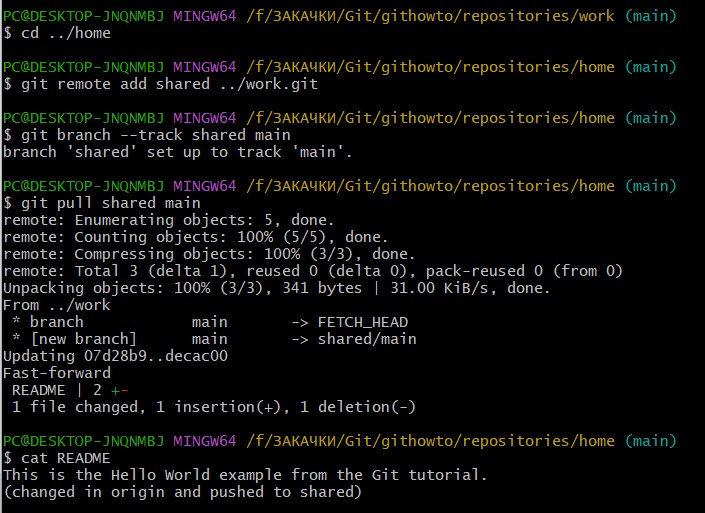 PC@DESKTOP-JNQNMBJ MINGW64 /f/ЗАКАЧКИ/Git/githowto/repositories/work (main)
$ cd ../home
PC@DESKTOP-JNQNMBJ MINGW64 /f/ЗАКАЧКИ/Git/githowto/repositories/home (main)
$ git remote add shared ../work.git
PC@DESKTOP-JNQNMBJ MINGW64 /f/ЗАКАЧКИ/Git/githowto/repositories/home (main)
$ git branch --track shared main
branch 'shared' set up to track 'main'.
PC@DESKTOP-JNQNMBJ MINGW64 /f/ЗАКАЧКИ/Git/githowto/repositories/home (main)
$ git pull shared main
remote: Enumerating objects: 5, done.
remote: Counting objects: 100% (5/5), done.
remote: Compressing objects: 100% (3/3), done.
remote: Total 3 (delta 1), reused 0 (delta 0), pack-reused 0 (from 0)
Unpacking objects: 100% (3/3), 341 bytes | 31.00 KiB/s, done.
From ../work
 * branch            main       -> FETCH_HEAD
 * [new branch]      main       -> shared/main
Updating 07d28b9..decac00
Fast-forward
 README | 2 +-
 1 file changed, 1 insertion(+), 1 deletion(-)
PC@DESKTOP-JNQNMBJ MINGW64 /f/ЗАКАЧКИ/Git/githowto/repositories/home (main)
$ cat README
This is the Hello World example from the Git tutorial.
(changed in origin and pushed to shared)